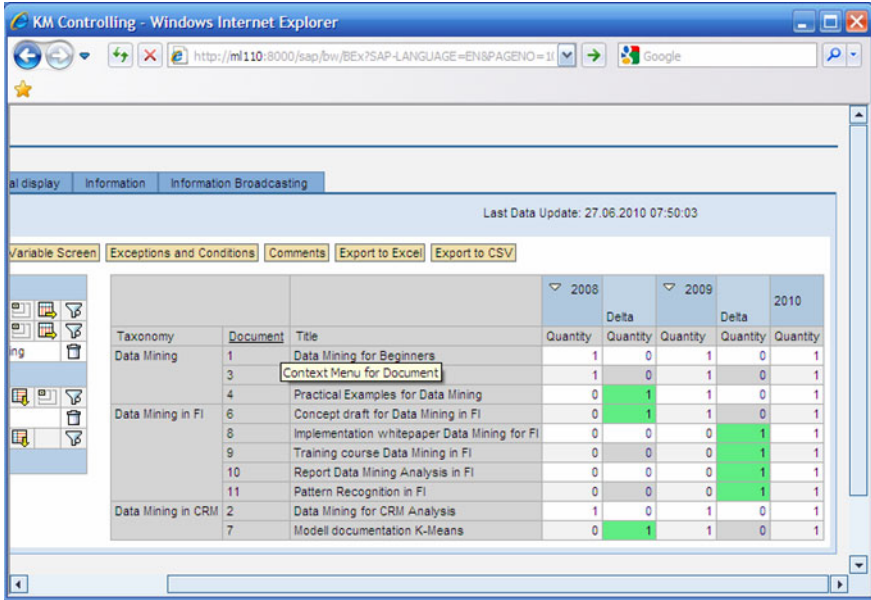 KM Controlling - Windows Internet Explorer
http://ml110:8000/sap/bw/BEx?SAP-LANGUAGE=EN&PAGENO=1(
Google
al display Information Information Broadcasting
Last Data Update: 27.06.2010 07:50:03
Variable Screen Exceptions and Conditions Comments Export to Excel Export to CSV
2008 Delta 2009 Delta 2010
Taxonomy Document Title Quantity Quantity Quantity Quantity Quantity
Data Mining 1 Data Mining for Beginners 1 0 1 0 1
3 Context Menu for Document 1 0 1 0 1
4 Practical Examples for Data Mining 0 1 1 0 1
Data Mining in FI 6 Concept draft for Data Mining in FI 0 1 1 0 1
8 Implementation whitepaper Data Mining for FI 0 0 0 1 1
9 Training course Data Mining in FI 0 0 0 1 1
10 Report Data Mining Analysis in FI 0 0 0 1 1
11 Pattern Recognition in FI 0 0 0 1 1
Data Mining in CRM 2 Data Mining for CRM Analysis 1 0 1 0 1
7 Modell documentation K-Means 0 1 1 0 1
ng